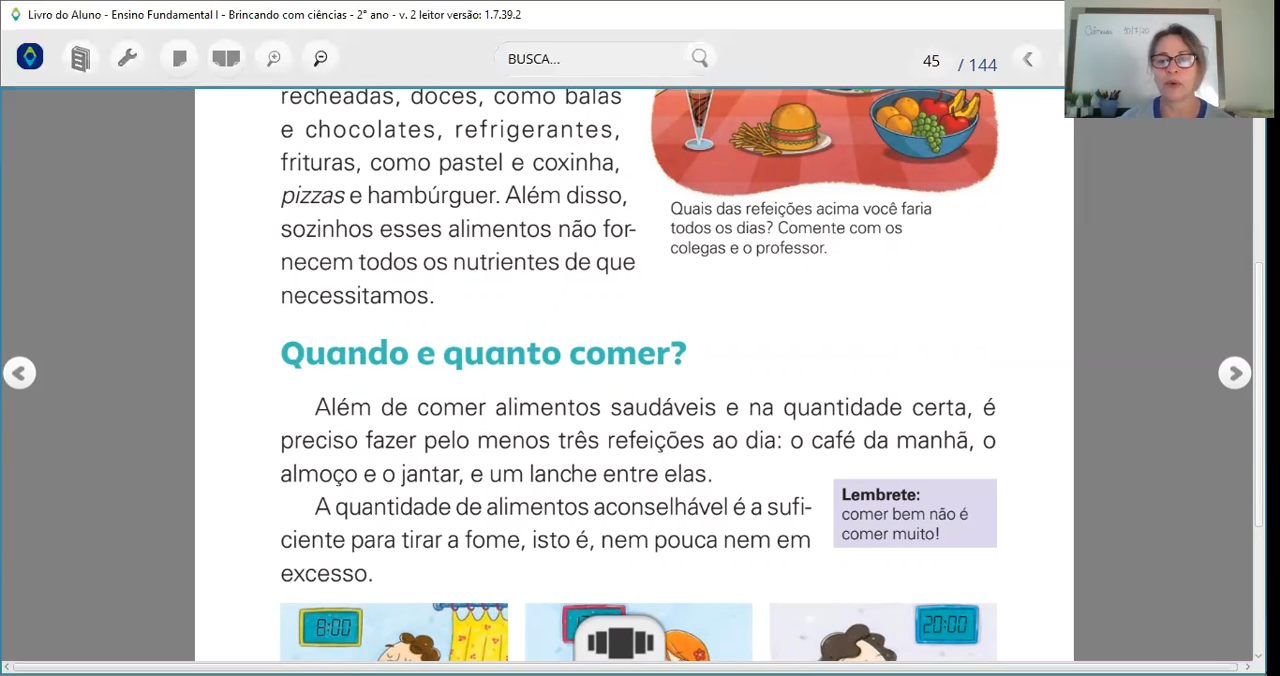 Livro do Aluno - Ensino Fundamental I - Brincando com ciências - 2° ano - v. 2 leitor versão: 1.7.39.2
BUSCA...
45 / 144
recheadas, doces, como balas
e chocolates, refrigerantes,
frituras, como pastel e coxinha,
pizzas e hambúrguer. Além disso,
sozinhos esses alimentos não for-
necem todos os nutrientes de que
necessitamos.
Quais das refeições acima você faria
todos os dias? Comente com os
colegas e o professor.
Quando e quanto comer?
Além de comer alimentos saudáveis e na quantidade certa, é
preciso fazer pelo menos três refeições ao dia: o café da manhã, o
almoço e o jantar, e um lanche entre elas.
A quantidade de alimentos aconselhável é a sufi-
ciente para tirar a fome, isto é, nem pouca nem em
excesso.
Lembrete:
comer bem não é
comer muito!
8:00
20:00